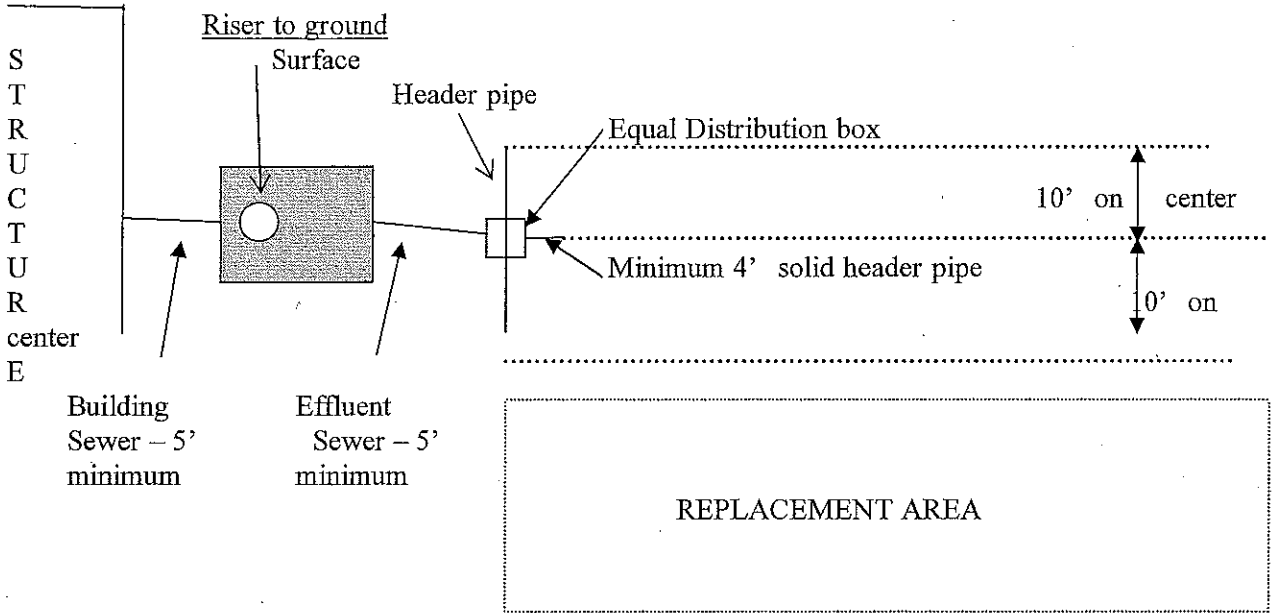 Riser to ground
Surface
S
T
R
U
C
T
U
R
center
E
Header pipe
Equal Distribution box
10’ on center
Minimum 4’ solid header pipe
10’ on
Building
Sewer – 5’
minimum
Effluent
Sewer – 5’
minimum
REPLACEMENT AREA